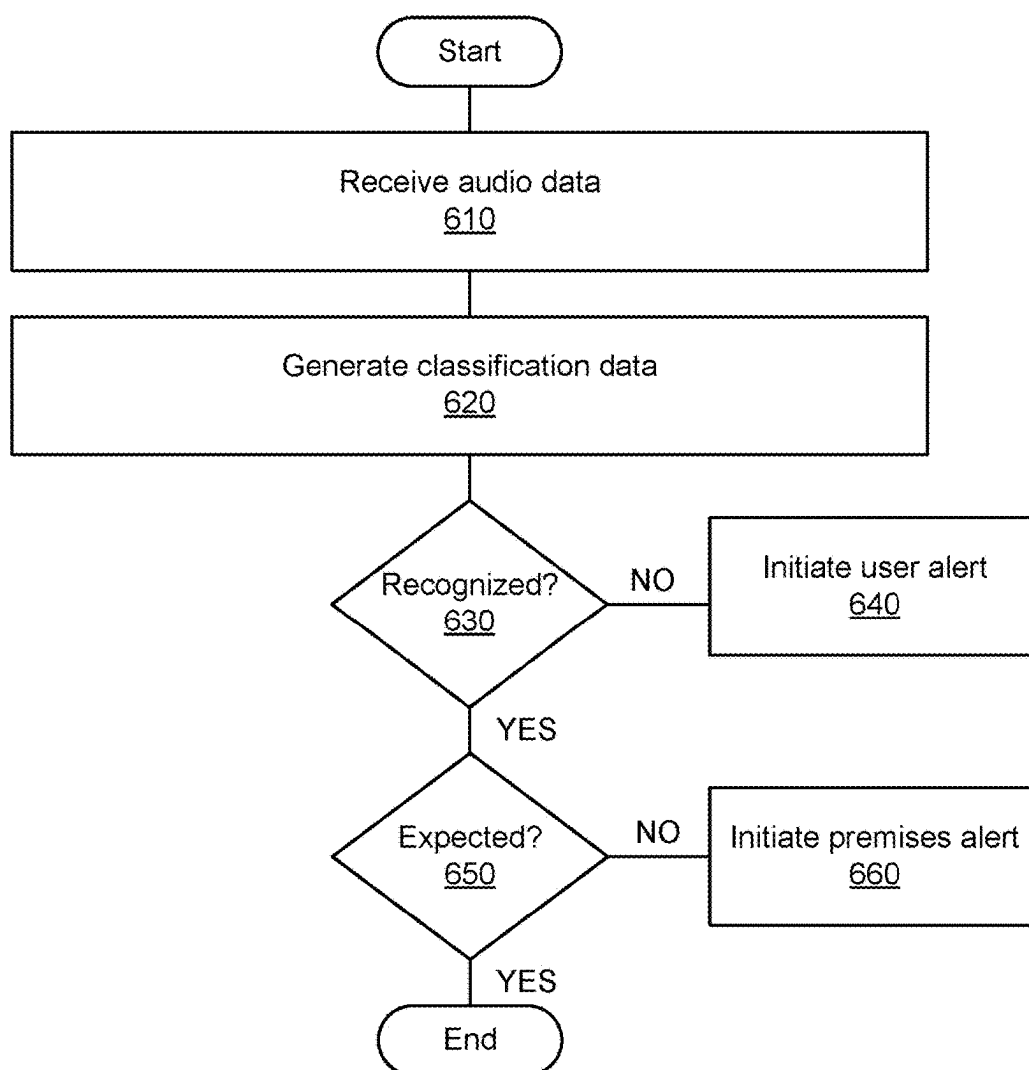 Start
Receive audio data
610
Generate classification data
620
Recognized?
630
NO
Initiate user alert
640
YES
Expected?
650
NO
Initiate premises alert
660
YES
End